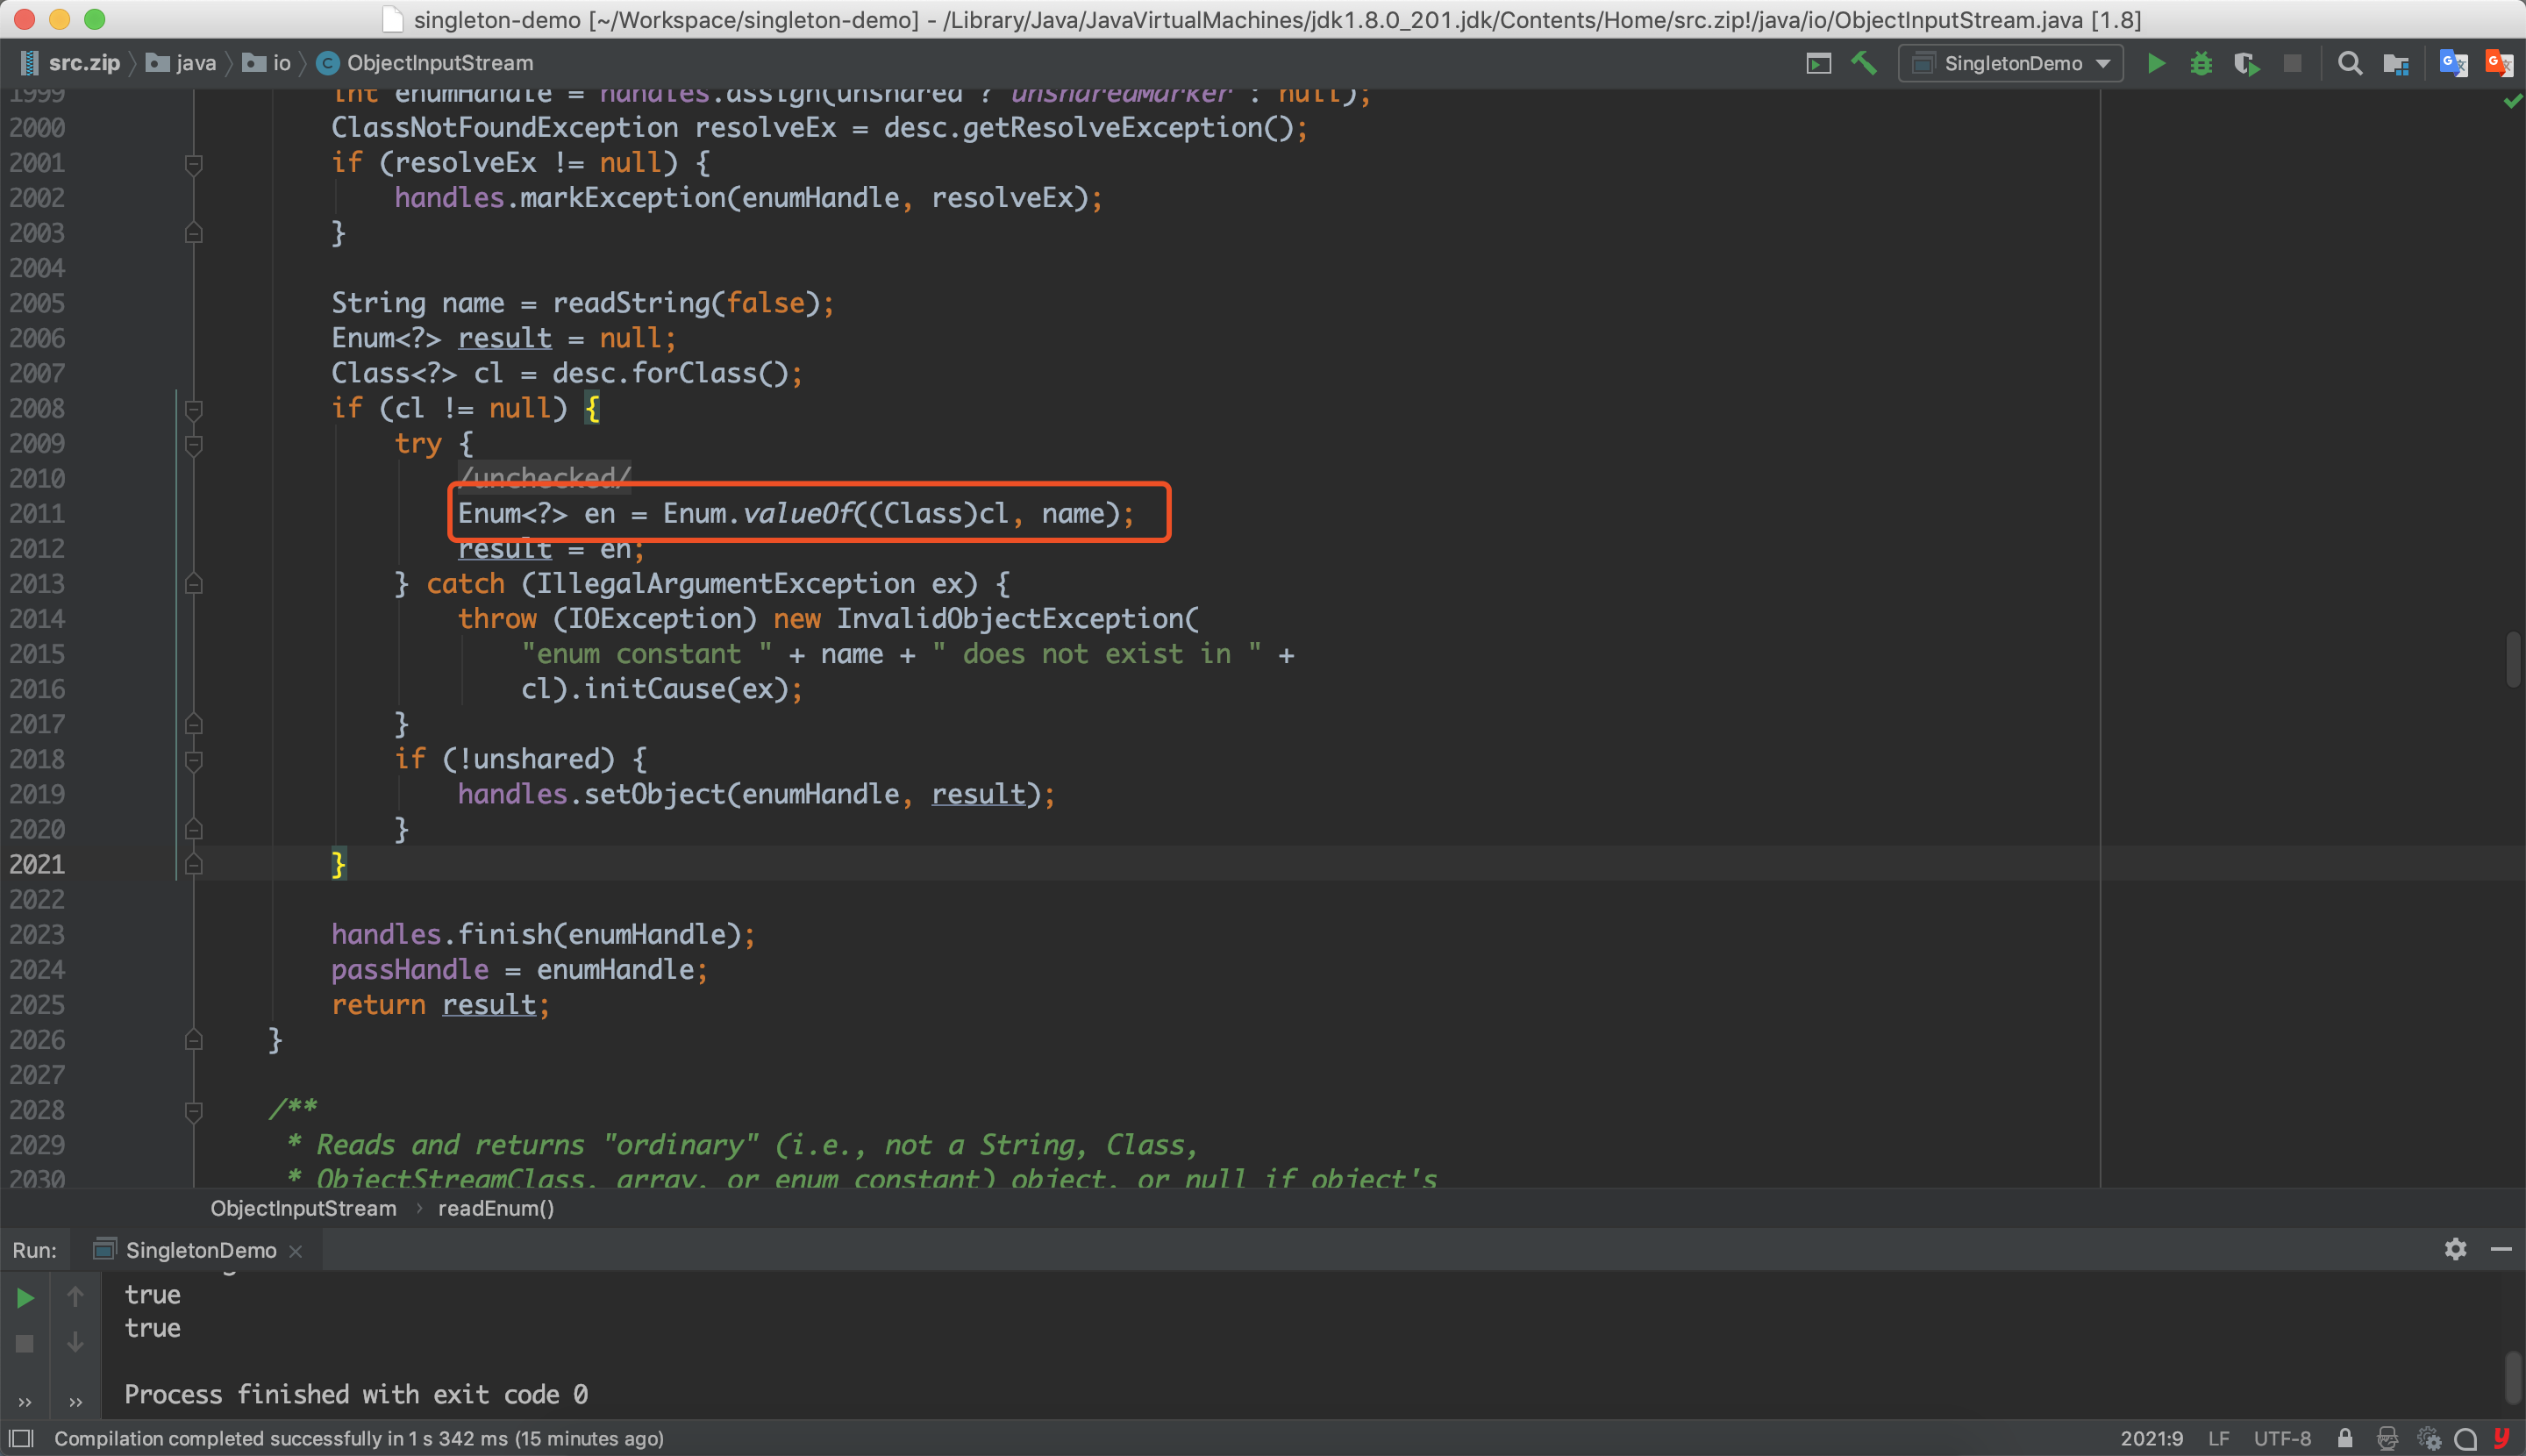 singleton-demo [~/Workspace/singleton-demo] - /Library/Java/JavaVirtualMachines/jdk1.8.0_201.jdk/Contents/Home/src.zip!/java/io/ObjectInputStream.java [1.8]
src.zip java io C ObjectInputStream SingletonDemo
1999 int enumHandle = handles.assign(unshared ? unsharedMarker : null);
2000 ClassNotFoundException resolveEx = desc.getResolveException();
2001 if (resolveEx != null) {
2002 handles.markException(enumHandle, resolveEx);
2003 }
2004
2005 String name = readString(false);
2006 Enum<?> result = null;
2007 Class<?> cl = desc.forClass();
2008 if (cl != null) {
2009 try {
2010 /unchecked/
2011 Enum<?> en = Enum.valueOf((Class)cl, name);
2012 result = en;
2013 } catch (IllegalArgumentException ex) {
2014 throw (IOException) new InvalidObjectException(
2015 "enum constant " + name + " does not exist in " +
2016 cl).initCause(ex);
2017 }
2018 if (!unshared) {
2019 handles.setObject(enumHandle, result);
2020 }
2021 }
2022
2023 handles.finish(enumHandle);
2024 passHandle = enumHandle;
2025 return result;
2026 }
2027
2028 /**
2029 * Reads and returns "ordinary" (i.e., not a String, Class,
2030 * ObjectStreamClass, array, or enum constant) object, or null if object's
ObjectInputStream › readEnum()
Run: SingletonDemo
true
true
Process finished with exit code 0
Compilation completed successfully in 1 s 342 ms (15 minutes ago) 2021:9 LF UTF-8